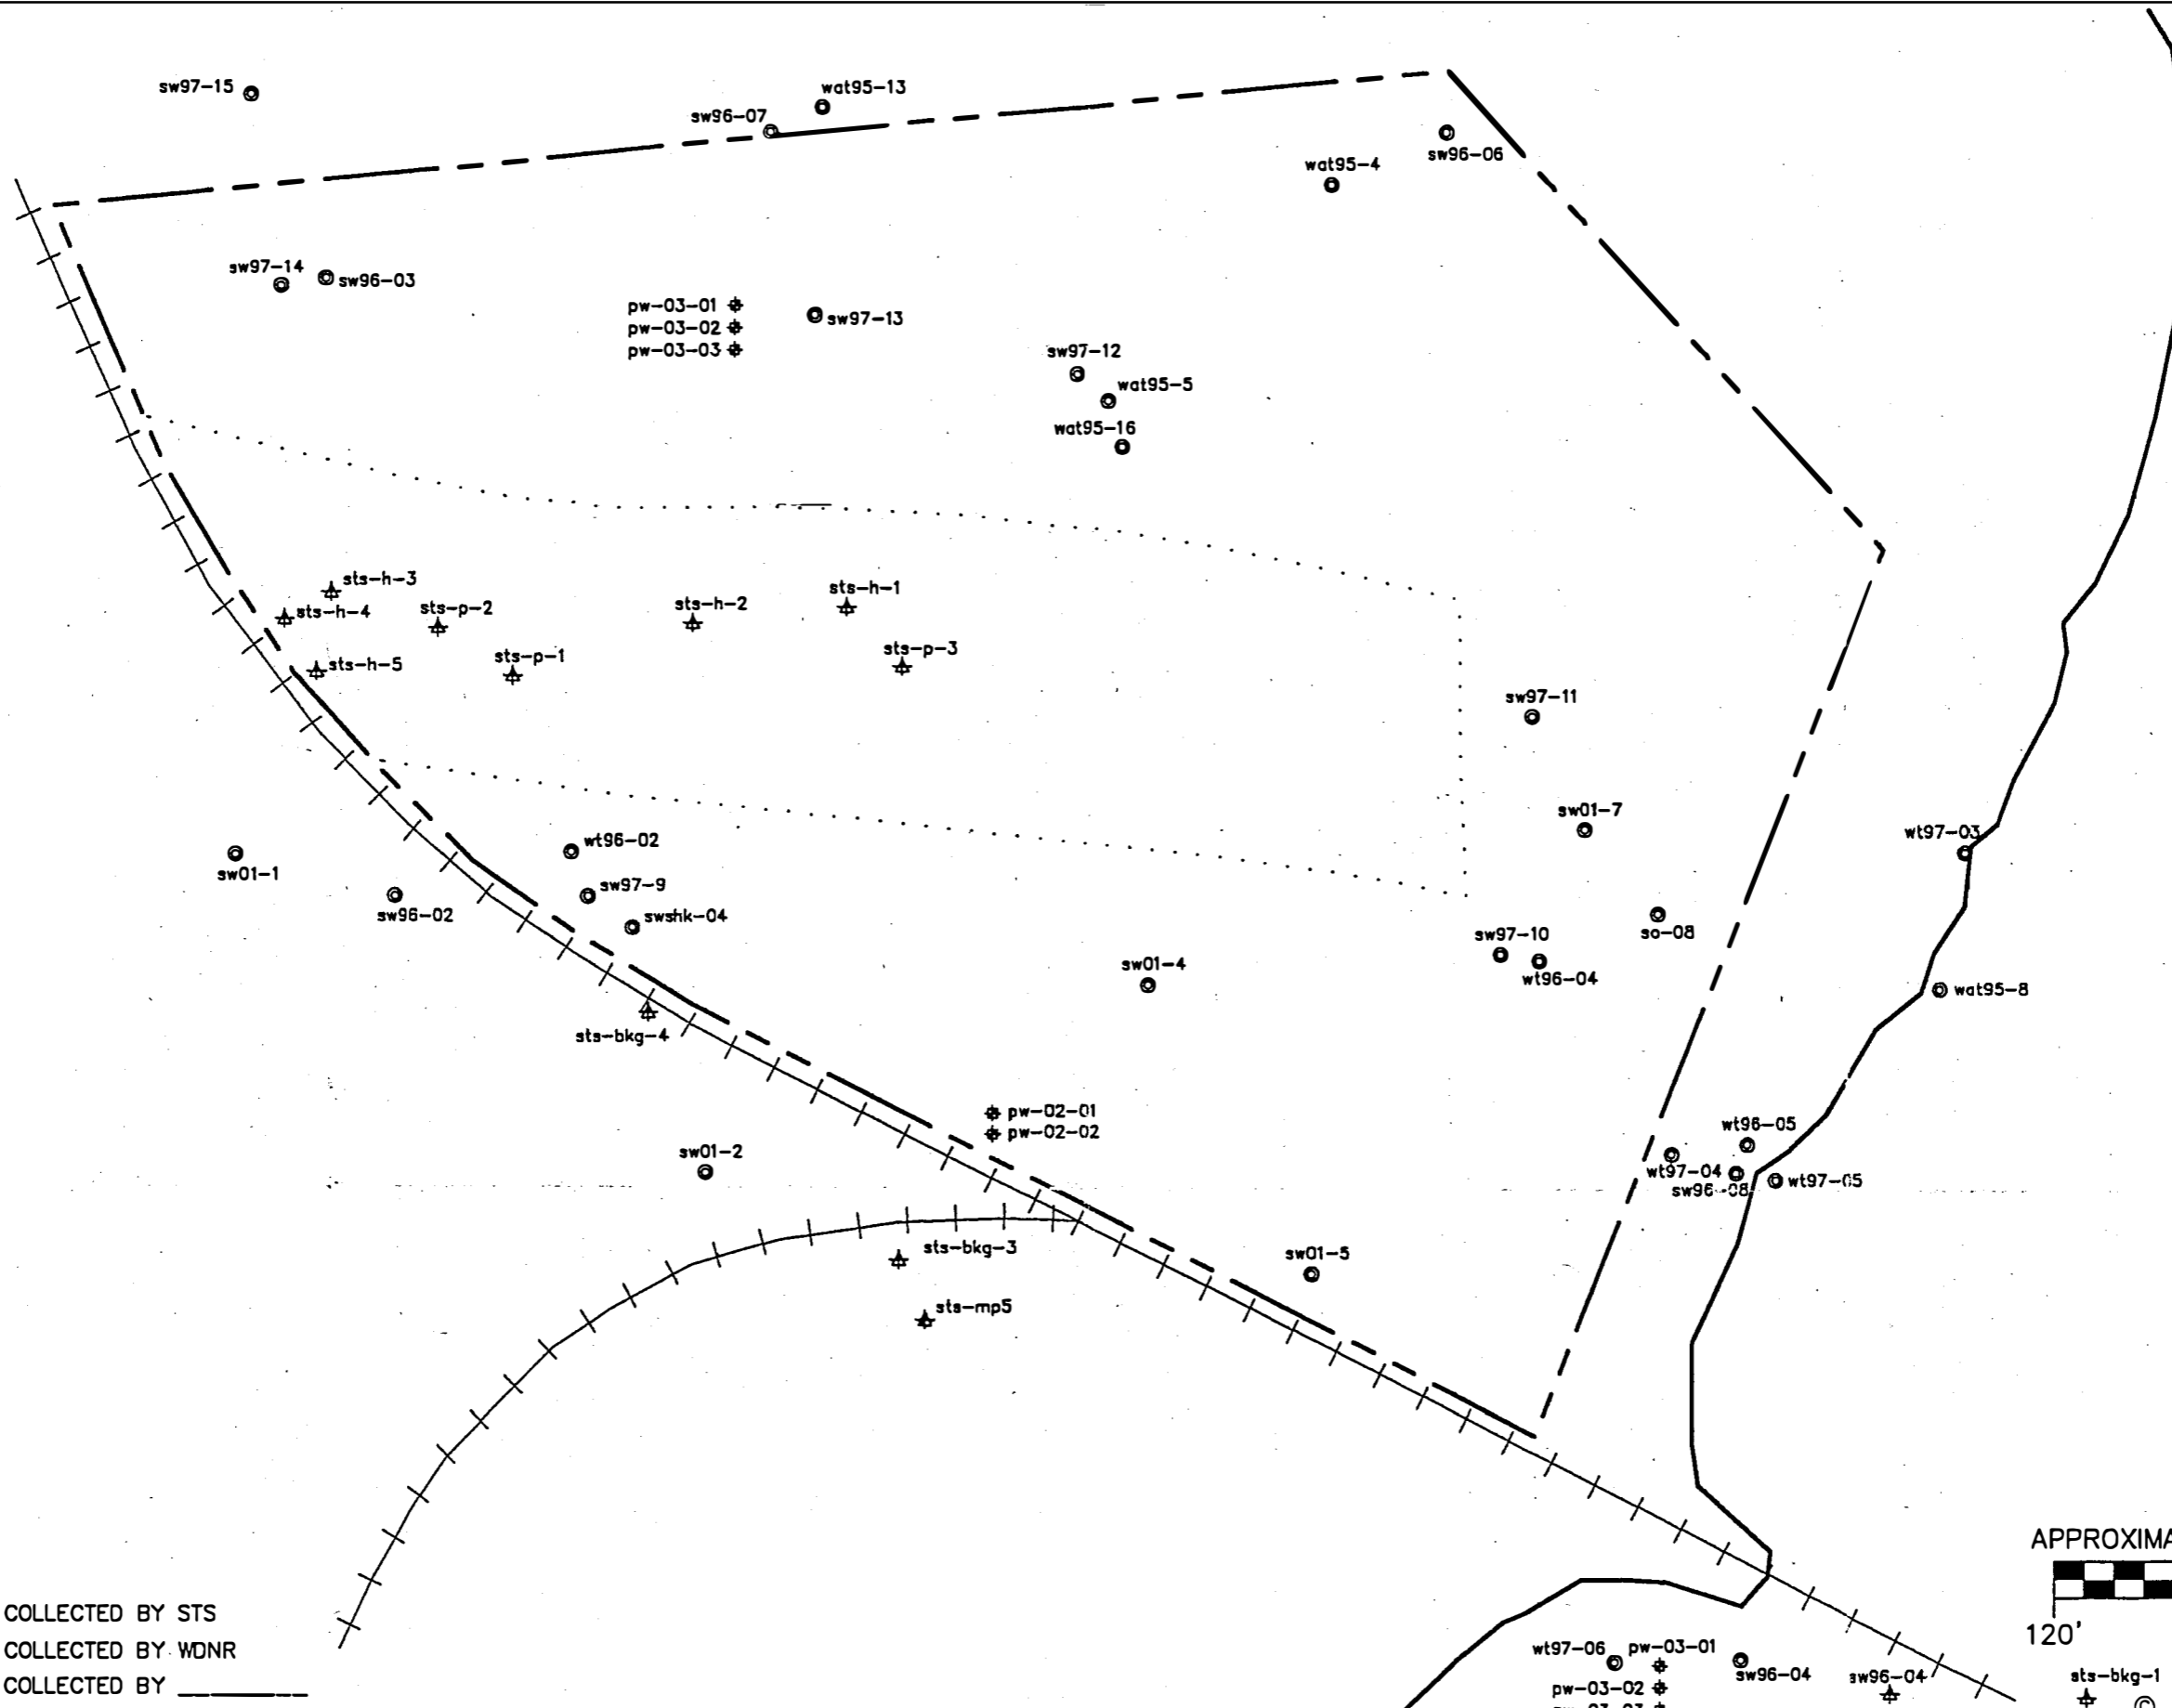 sw97-15
wat95-13
sw96-07
sw96-06
wat95-4
sw97-14
sw96-03
pw-03-01
sw97-13
pw-03-02
pw-03-03
sw97-12
wat95-5
wat95-16
sts-h-3
sts-h-4
sts-p-2
sts-h-2
sts-h-1
sts-h-5
sts-p-1
sts-p-3
sw97-11
sw01-7
wt97-03
wt96-02
sw01-1
sw97-9
sw96-02
swshk-04
so-08
sw97-10
sw01-4
wt96-04
wat95-8
sts-bkg-4
pw-02-01
pw-02-02
wt96-05
sw01-2
wt97-04
wt97-05
sw96-08
sts-bkg-3
sw01-5
sts-mp5
APPROXIMA
COLLECTED BY STS
120'
COLLECTED BY WDNR
wt97-06
pw-03-01
sw96-04
sw96-04
sts-bkg-1
COLLECTED BY
pw-03-02